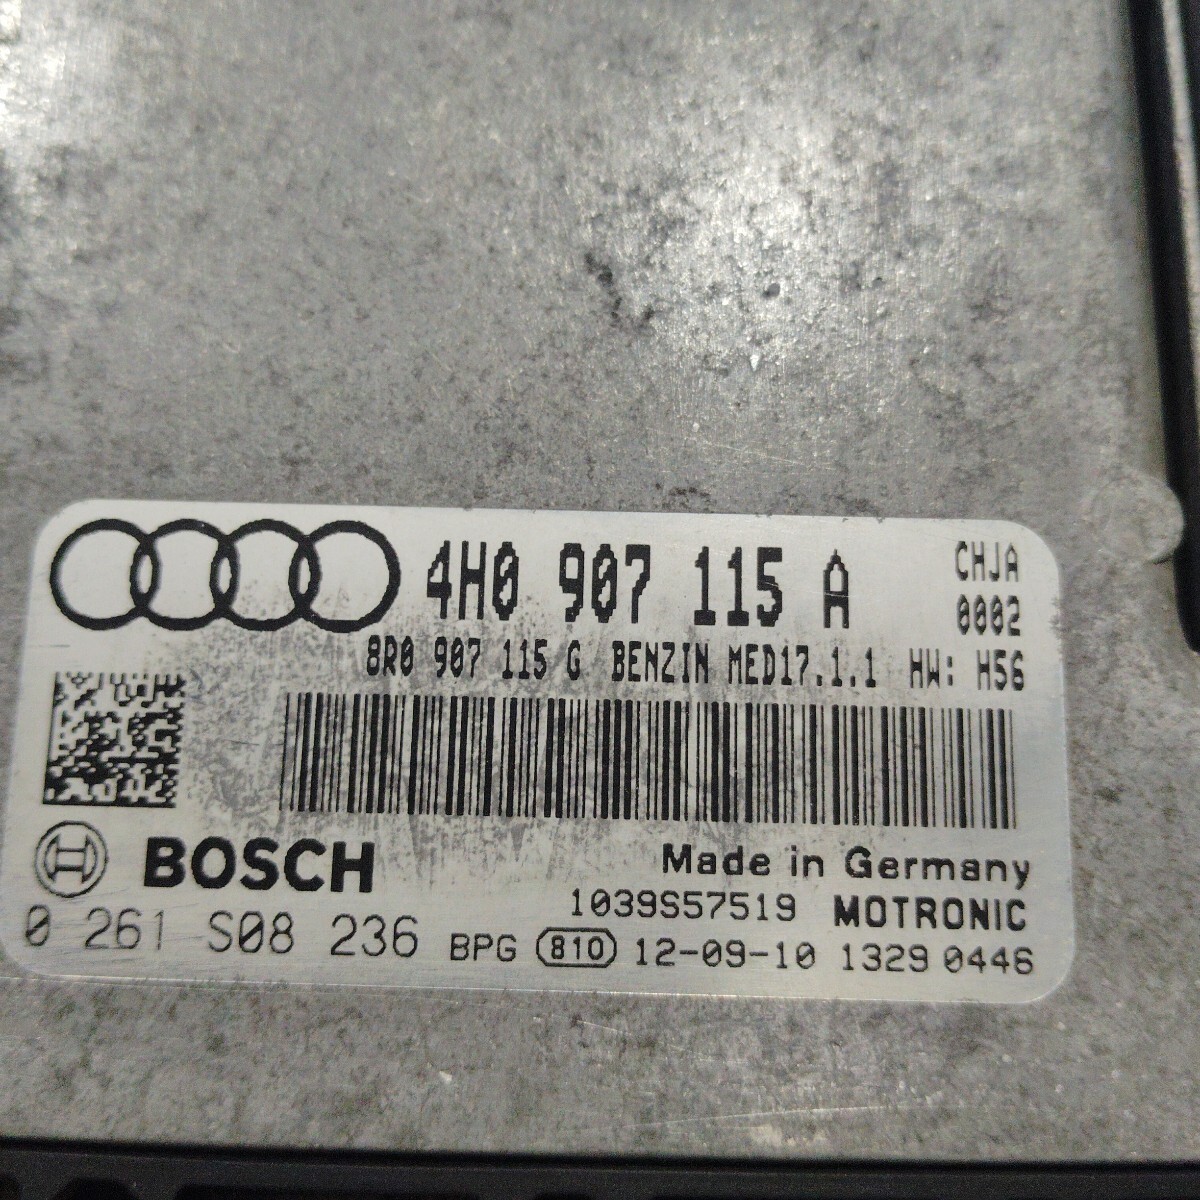 4H0 907 115 A CHJA
0002
8R0 907 115 G BENZIN MED17.1.1 HW: H56
BOSCH Made in Germany
1039S57519 MOTRONIC
0 261 S08 236 BPG 810 12-09-10 1329 0446